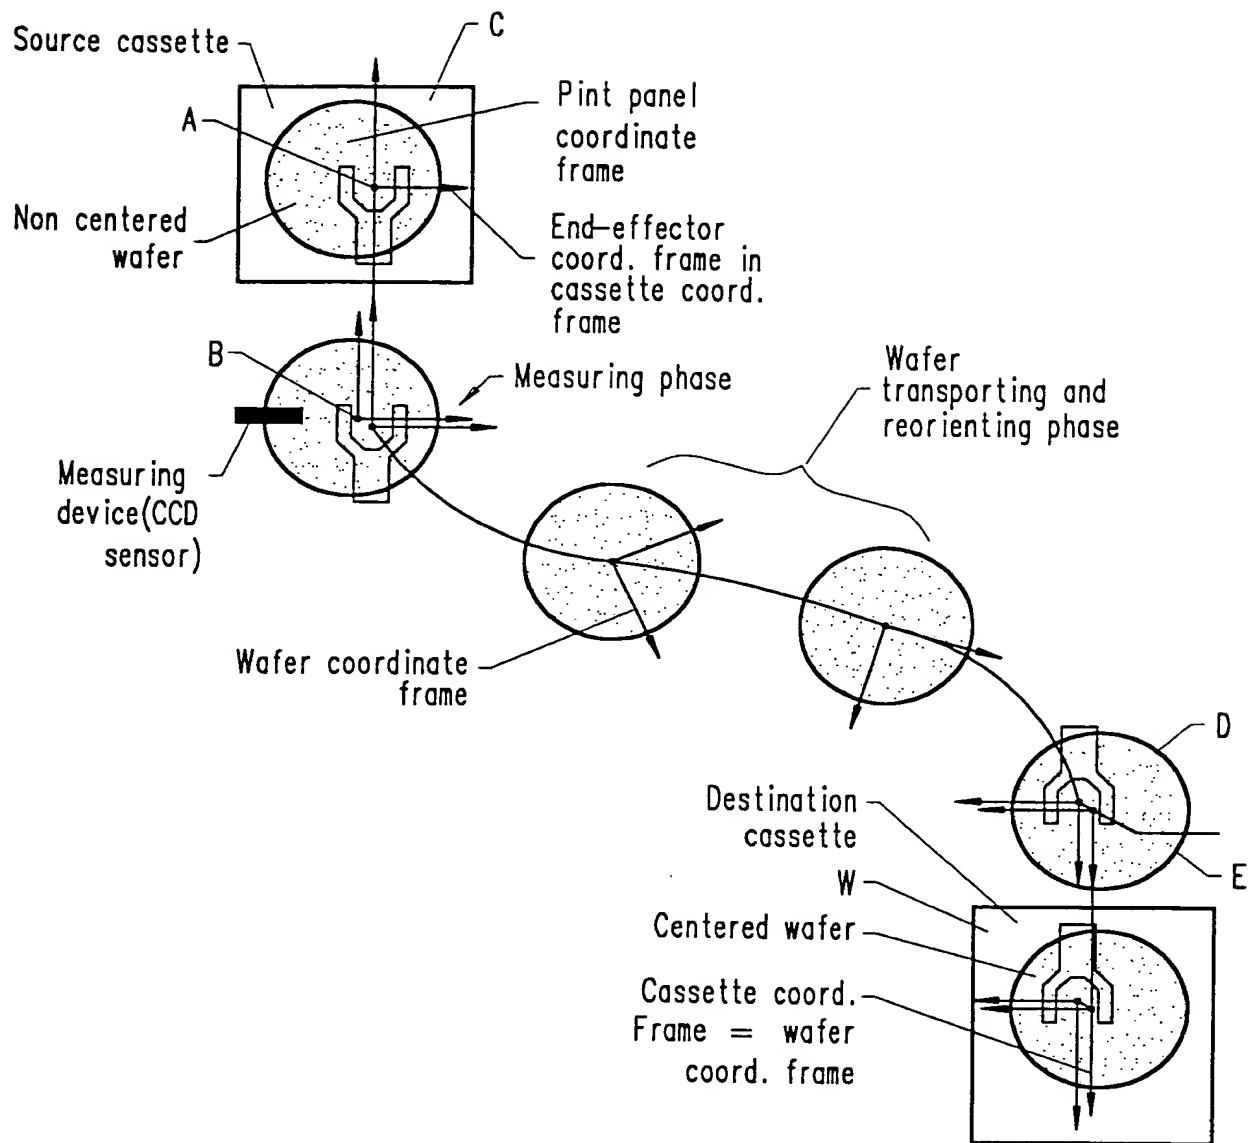 Source cassette
C
A
Pint panel
coordinate
frame
Non centered
wafer
End-effector
coord. frame in
cassette coord.
frame
B
Measuring phase
Wafer
transporting and
reorienting phase
Measuring
device(CCD
sensor)
Wafer coordinate
frame
D
Destination
cassette
E
W
Centered wafer
Cassette coord.
Frame = wafer
coord. frame